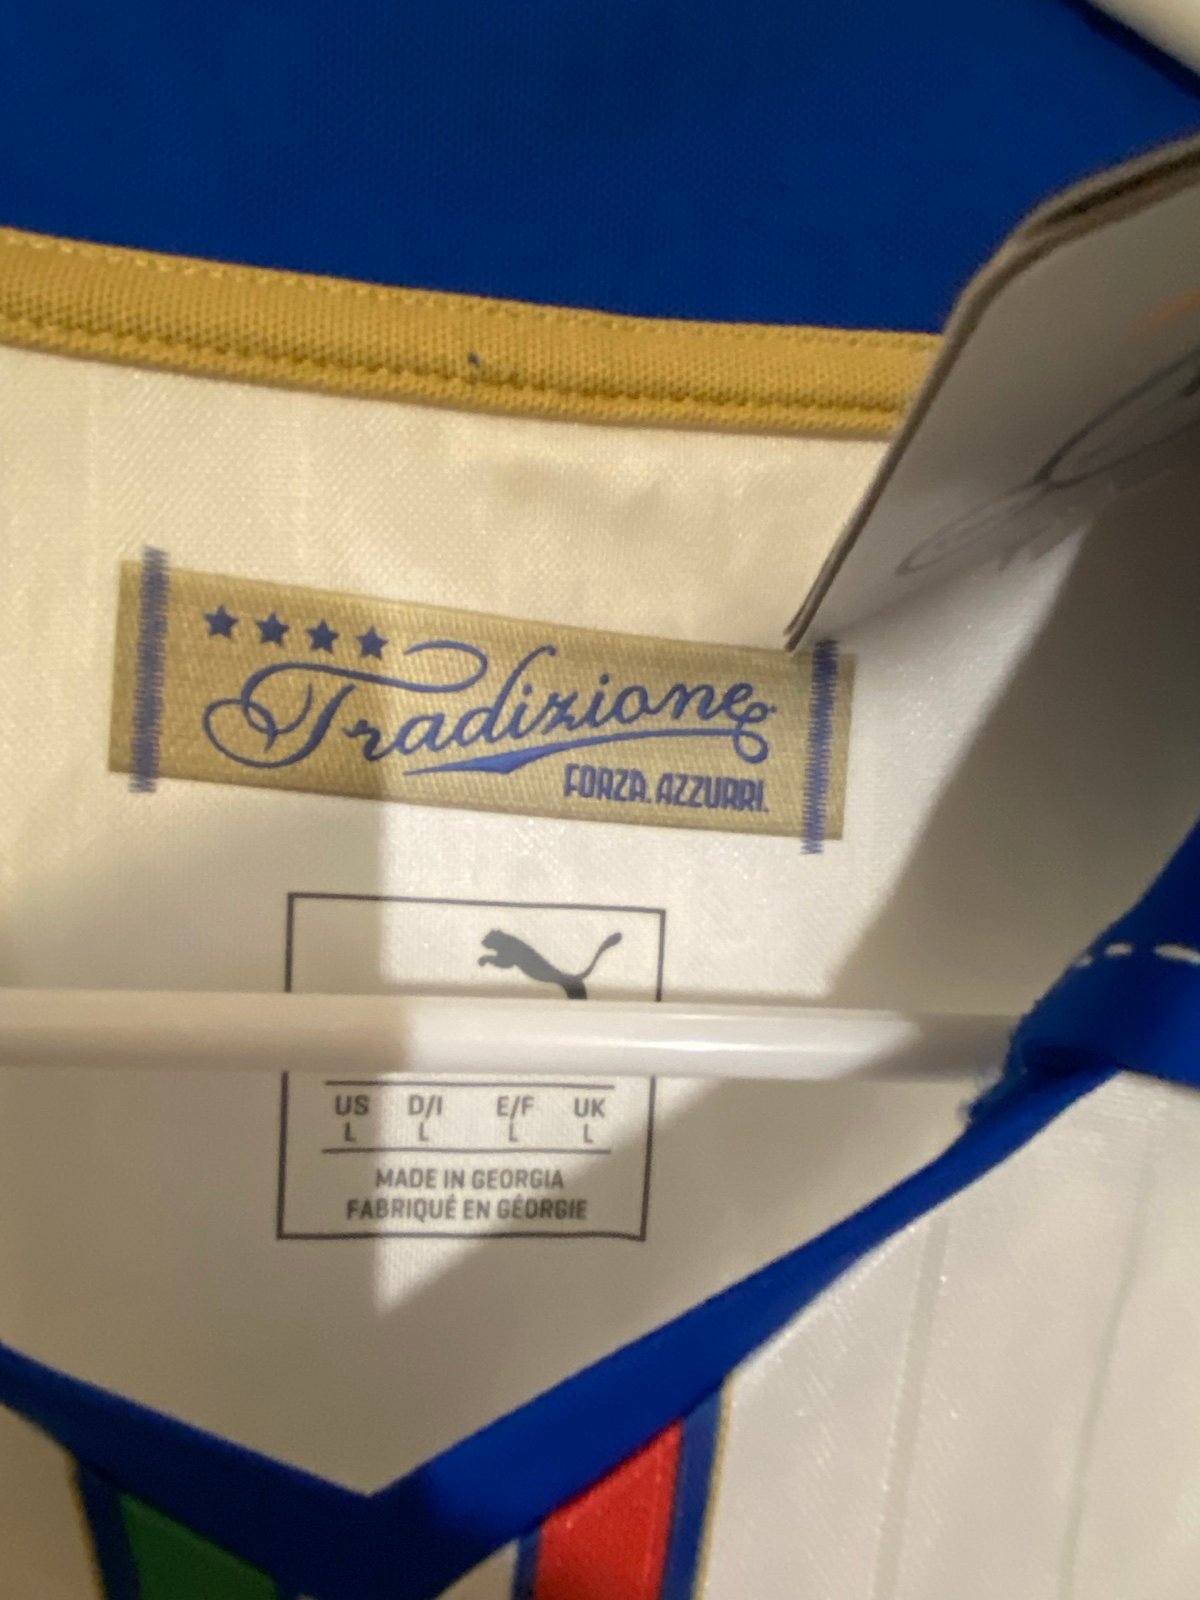 Tradizione
FORZA. AZZURRI.
US D/I E/F UK
L L L L
MADE IN GEORGIA
FABRIQUÉ EN GÉORGIE